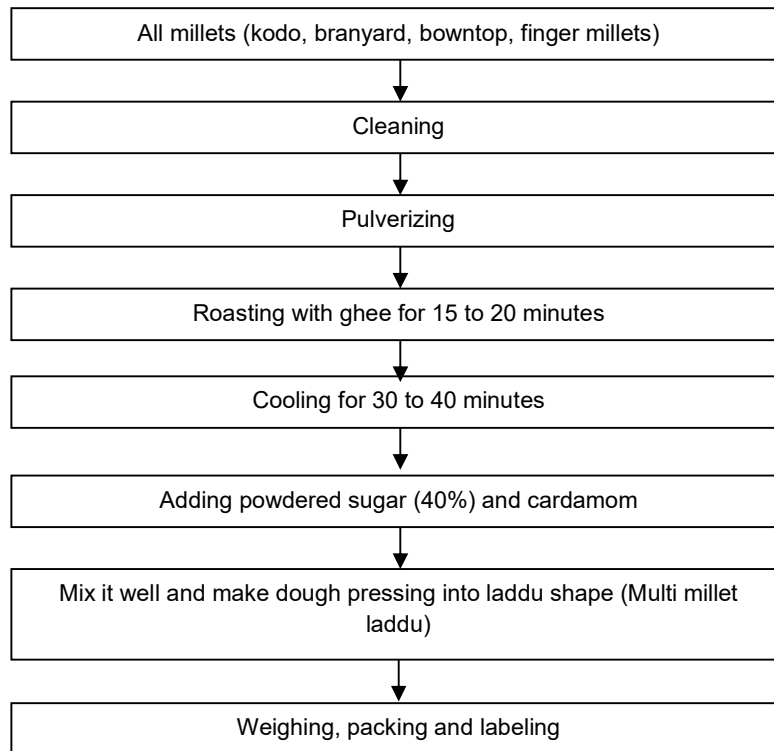 All millets (kodo, branyard, bowntop, finger millets)
Cleaning
Pulverizing
Roasting with ghee for 15 to 20 minutes
Cooling for 30 to 40 minutes
Adding powdered sugar (40%) and cardamom
Mix it well and make dough pressing into laddu shape (Multi millet
laddu)
Weighing, packing and labeling